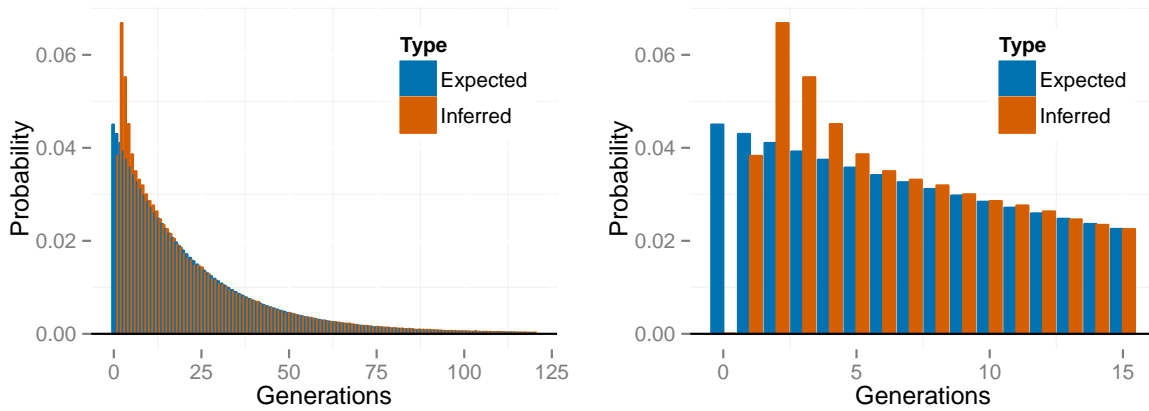 0.06
0.04
0.02
0.00
Probability
0
25
50
75
100
125
Generations
Type
Expected
Inferred
0.06
0.04
0.02
0.00
Probability
0
5
10
15
Generations
Type
Expected
Inferred